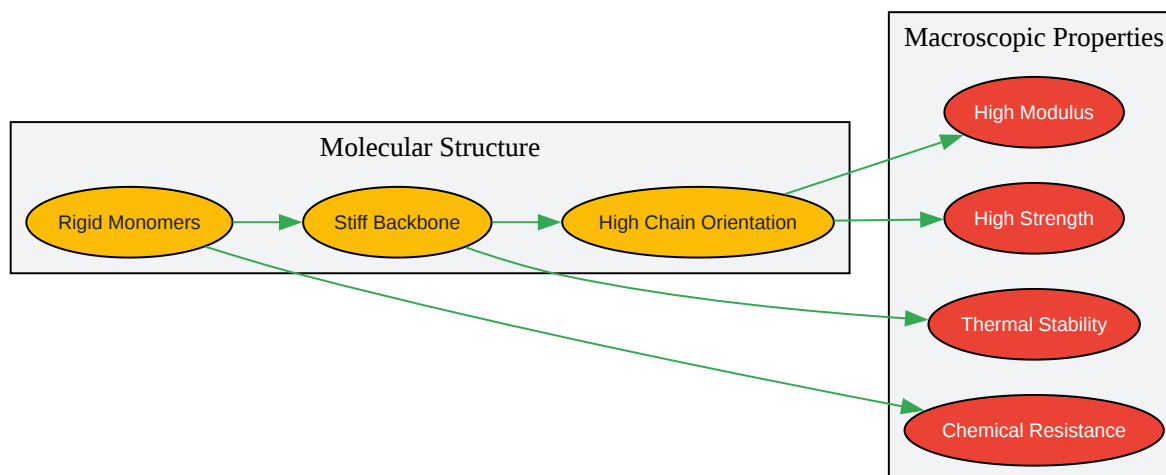 Macroscopic Properties
High Modulus
Molecular Structure
Rigid Monomers
Stiff Backbone
High Chain Orientation
High Strength
Thermal Stability
Chemical Resistance